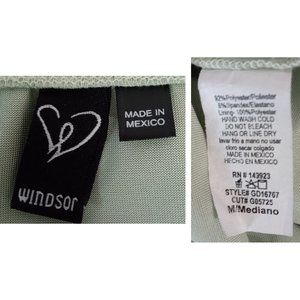 WINDSOR
MADE IN
MEXICO
92%Polyester/Poliester
8%Spandex/Elastano
Lining- 100%Polyester
HAND WASH COLD
DO NOT BLEACH
HANG OR LINE DRY
lavar frio a mano no usar
cloro secar colgado
MADE IN MEXICO
HECHO EN MEXICO
RN # 143923
STYLE# GD16767
CUT# G05725
M/Mediano